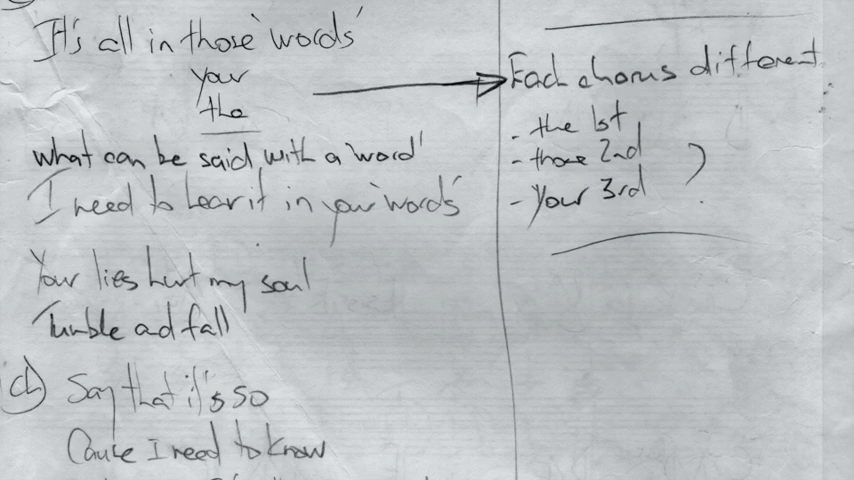 It's all in those 'words'
your
the
what can be said with a 'word'
I need to hear it in your 'words'
Your lies hurt my soul
Tumble and fall
ch) Say that it's so
Cause I need to know
Each chorus different
- the 1st
- those 2nd
- your 3rd ?